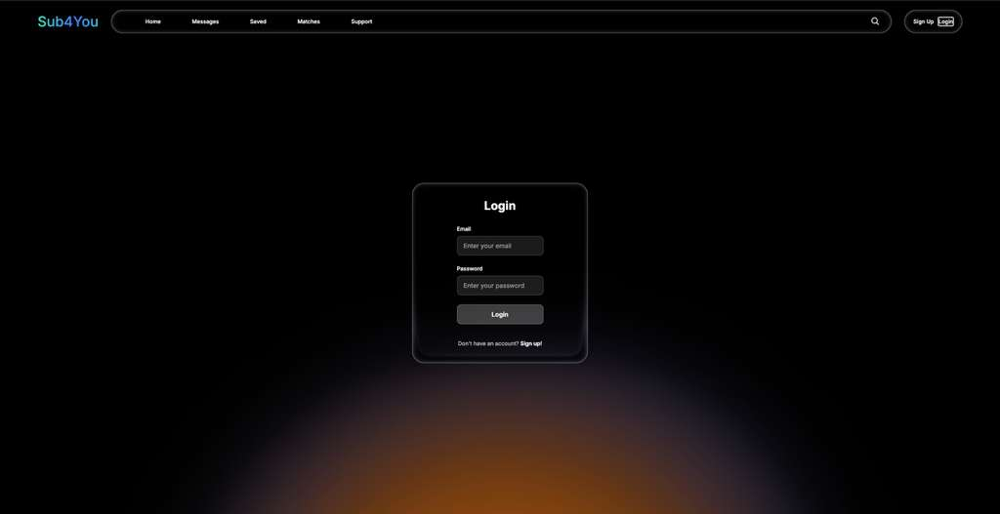 Sub4You
Home Messages Saved Matches Support
Sign Up Login
Login
Email
Enter your email
Password
Enter your password
Login
Don't have an account? Sign up!